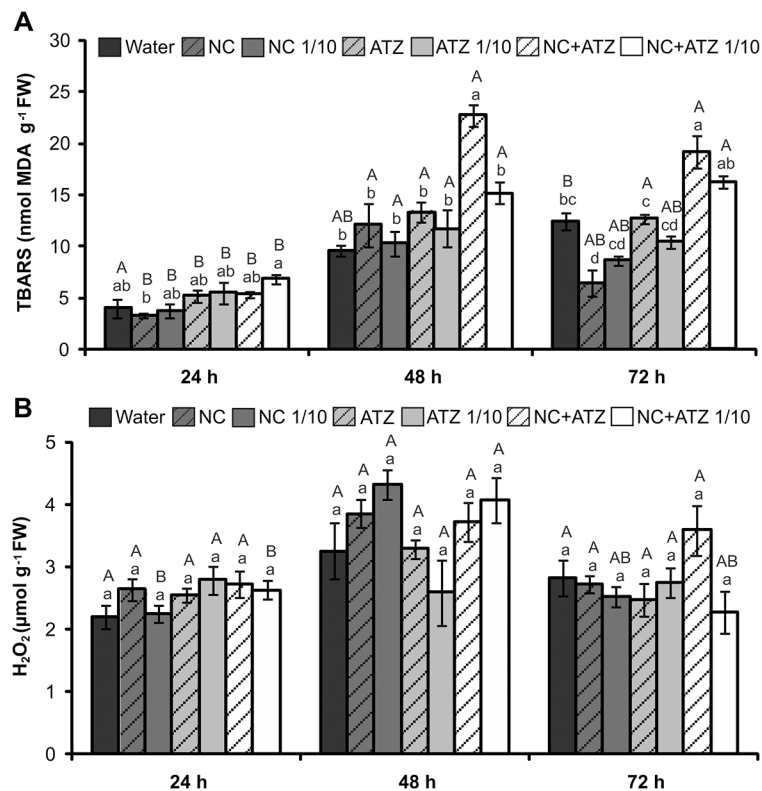 A
TBARS (nmol MDA g⁻¹ FW)
30
25
20
15
10
5
0
Water NC NC 1/10 ATZ ATZ 1/10 NC+ATZ NC+ATZ 1/10
A B B B B B B
ab b ab ab ab ab a
AB A A A A A A
b b b b b a b
B AB AB A AB A A
bc d cd c cd a ab
24 h 48 h 72 h
B
H₂O₂ (µmol g⁻¹ FW)
5
4
3
2
1
0
Water NC NC 1/10 ATZ ATZ 1/10 NC+ATZ NC+ATZ 1/10
A A B A A A B
a a a a a a a
A A A A A A A
a a a a a a a
A A AB A A A AB
a a a a a a a
24 h 48 h 72 h